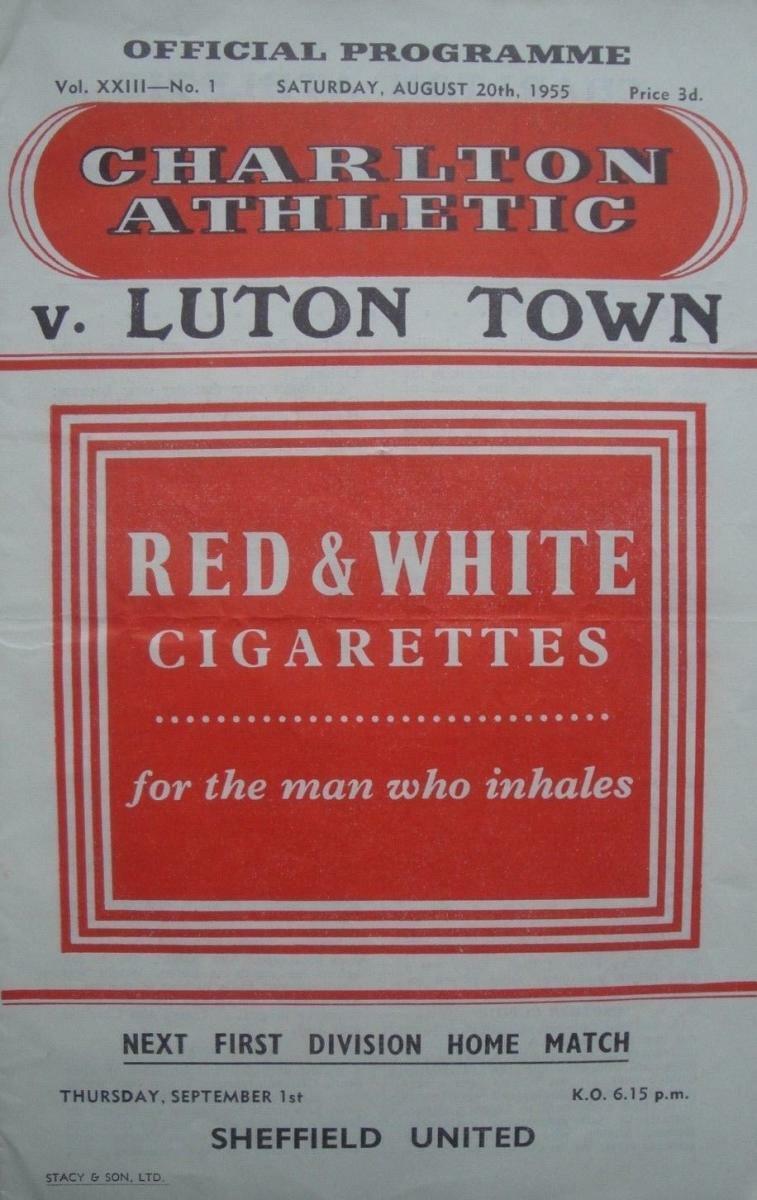 OFFICIAL PROGRAMME
Vol. XXIII—No. 1 SATURDAY, AUGUST 20th, 1955 Price 3d.
CHARLTON
ATHLETIC
v. LUTON TOWN
RED & WHITE
CIGARETTES
for the man who inhales
NEXT FIRST DIVISION HOME MATCH
THURSDAY, SEPTEMBER 1st K.O. 6.15 p.m.
SHEFFIELD UNITED
STACY & SON, LTD.